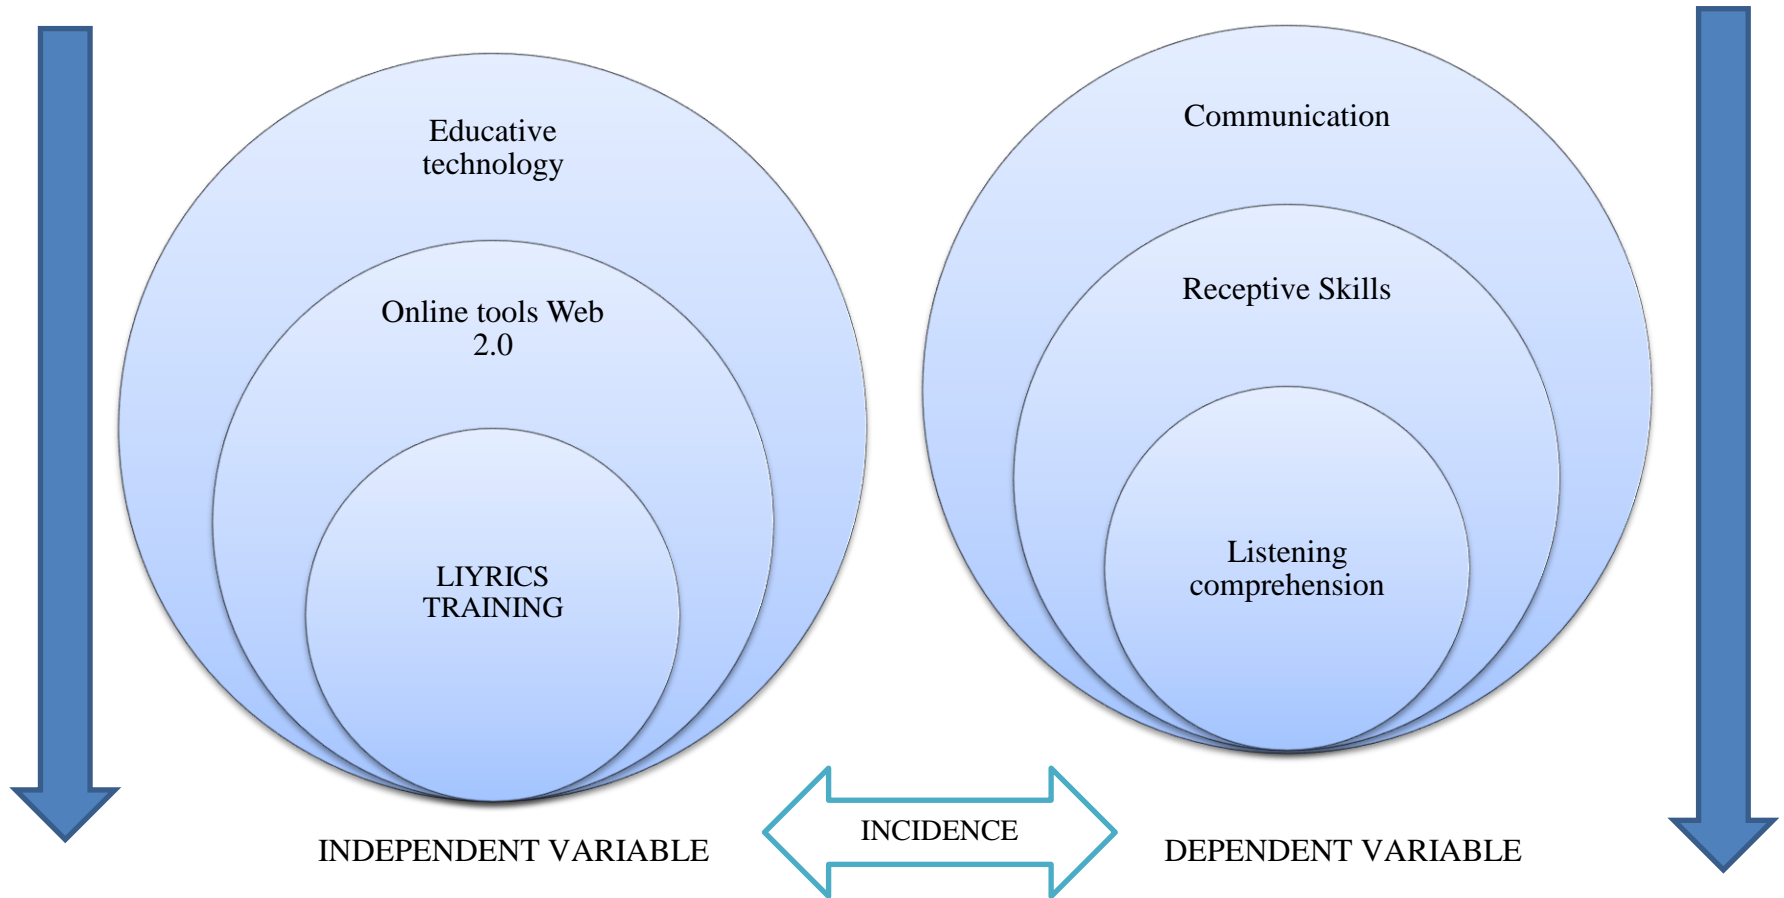 Educative
technology
Online tools Web
2.0
LIYRICS
TRAINING
Communication
Receptive Skills
Listening
comprehension
INDEPENDENT VARIABLE
INCIDENCE
DEPENDENT VARIABLE